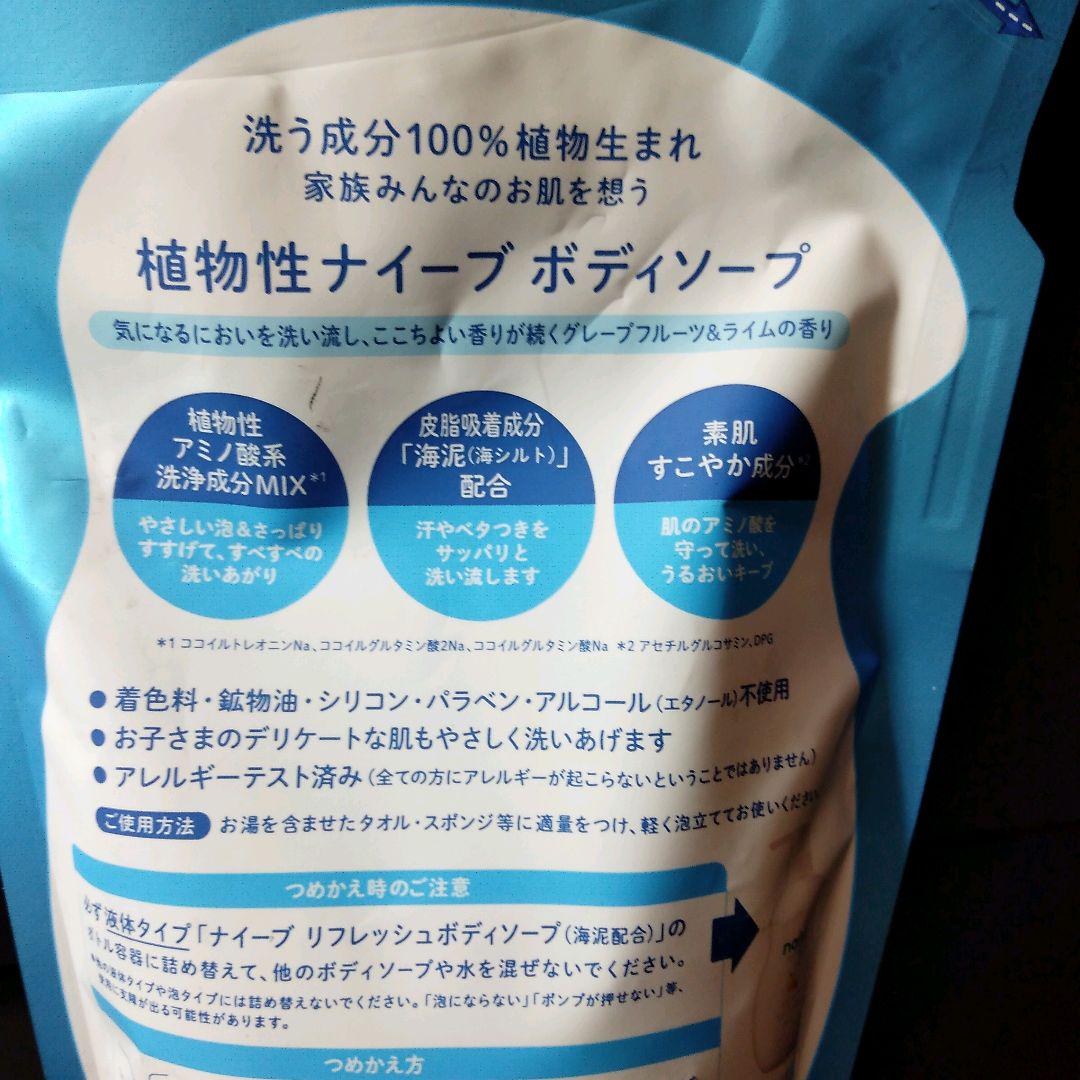 洗う成分100%植物生まれ
家族みんなのお肌を想う
植物性ナイーブ ボディソープ
気になるにおいを洗い流し、ここちよい香りが続くグレープフルーツ&ライムの香り
植物性
アミノ酸系
洗浄成分MIX*1
やさしい泡&さっぱり
すすげて、すべすべの
洗いあがり
皮脂吸着成分
「海泥(海シルト)」
配合
汗やベタつきを
サッパリと
洗い流します
素肌
すこやか成分*2
肌のアミノ酸を
守って洗い、
うるおいキープ
*1 ココイルトレオニンNa、ココイルグルタミン酸2Na、ココイルグルタミン酸Na *2 アセチルグルコサミン、DPG
● 着色料・鉱物油・シリコン・パラベン・アルコール(エタノール)不使用
● お子さまのデリケートな肌もやさしく洗いあげます
● アレルギーテスト済み(全ての方にアレルギーが起こらないということではありません)
ご使用方法 お湯を含ませたタオル・スポンジ等に適量をつけ、軽く泡立ててお使いください
つめかえ時のご注意
必ず液体タイプ「ナイーブ リフレッシュボディソープ(海泥配合)」の
ボトル容器に詰め替えて、他のボディソープや水を混ぜないでください。
*他の液体タイプや泡タイプには詰め替えないでください。「泡にならない」「ポンプが押せない」等、
使用に支障が出る可能性があります。
つめかえ方